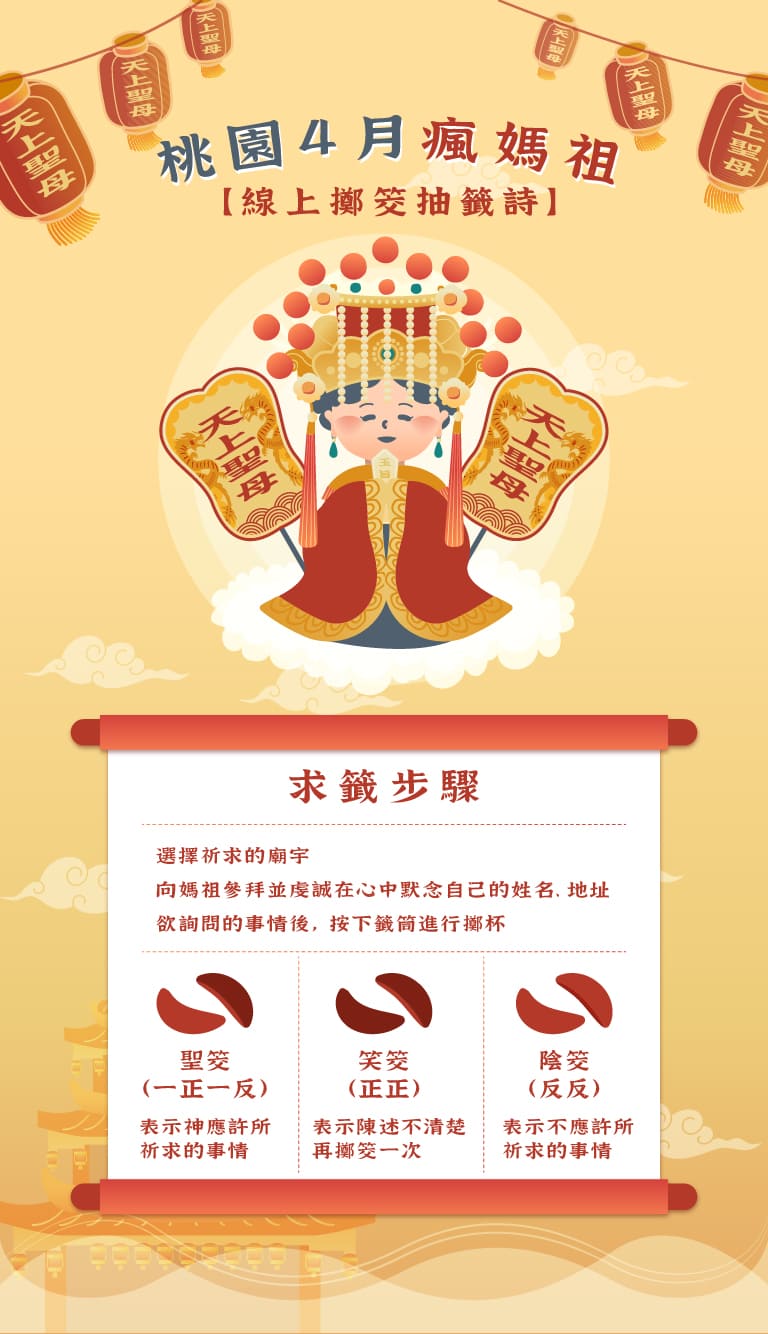 天上聖母
天上聖母
天上聖母
天上聖母
天上聖母
天上聖母
桃園4月瘋媽祖
【線上擲筊抽籤詩】
天上聖母
天上聖母
求籤步驟
選擇祈求的廟宇
向媽祖參拜並虔誠在心中默念自己的姓名、地址
欲詢問的事情後, 按下籤筒進行擲杯
聖筊
(一正一反)
表示神應許所
祈求的事情
笑筊
(正正)
表示陳述不清楚
再擲筊一次
陰筊
(反反)
表示不應許所
祈求的事情